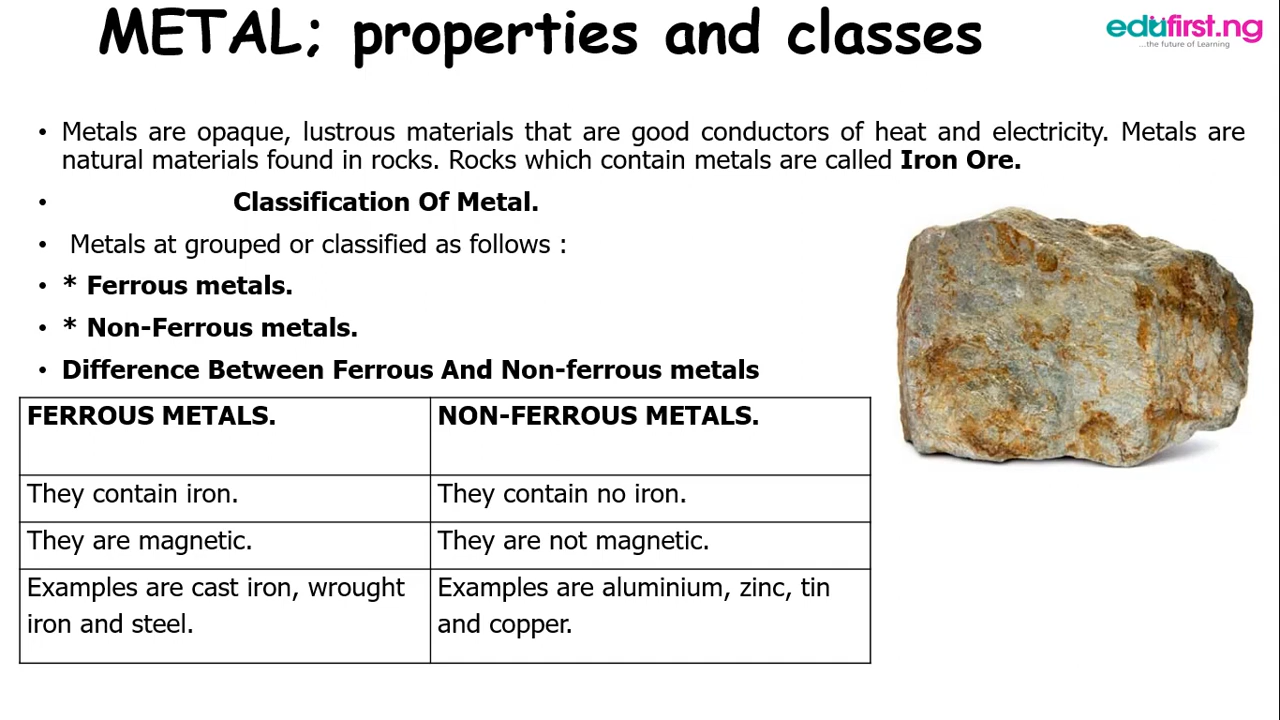 METAL; properties and classes
edufirst.ng
...the future of Learning
• Metals are opaque, lustrous materials that are good conductors of heat and electricity. Metals are
natural materials found in rocks. Rocks which contain metals are called Iron Ore.
• Classification Of Metal.
• Metals at grouped or classified as follows :
• * Ferrous metals.
• * Non-Ferrous metals.
• Difference Between Ferrous And Non-ferrous metals
FERROUS METALS.
NON-FERROUS METALS.
They contain iron.
They contain no iron.
They are magnetic.
They are not magnetic.
Examples are cast iron, wrought
iron and steel.
Examples are aluminium, zinc, tin
and copper.